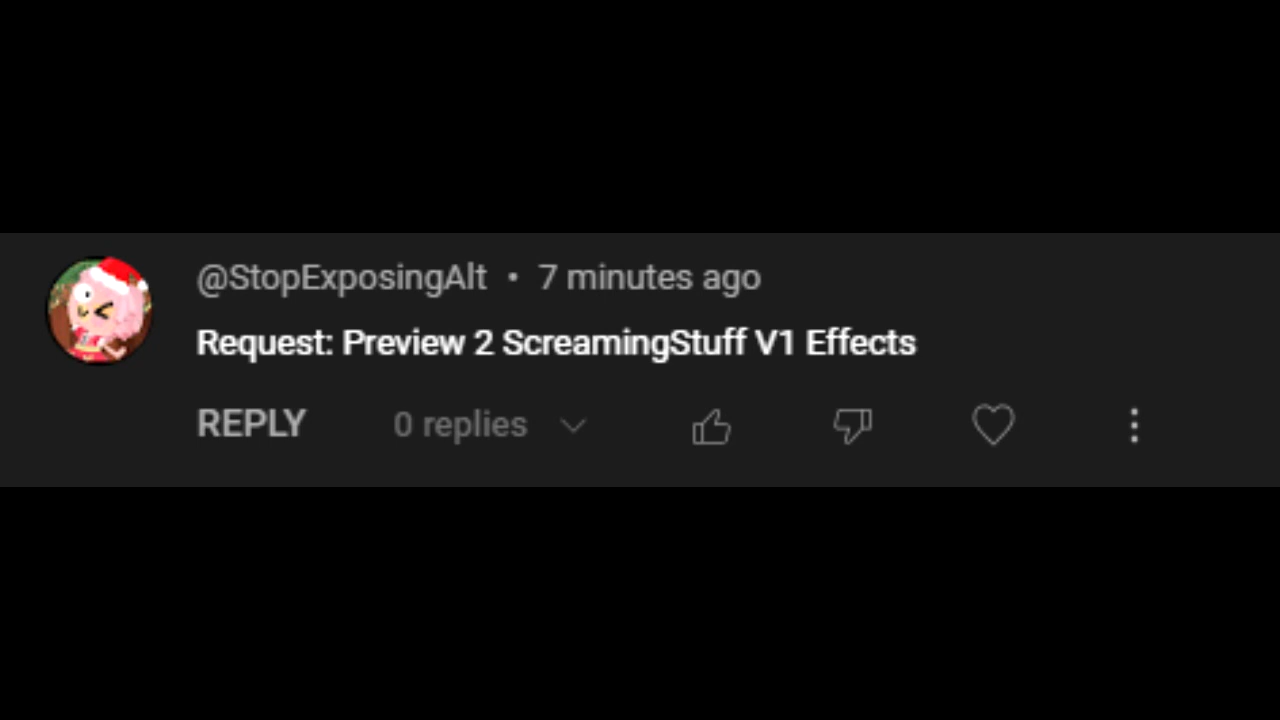 @StopExposingAlt • 7 minutes ago
Request: Preview 2 ScreamingStuff V1 Effects
REPLY 0 replies